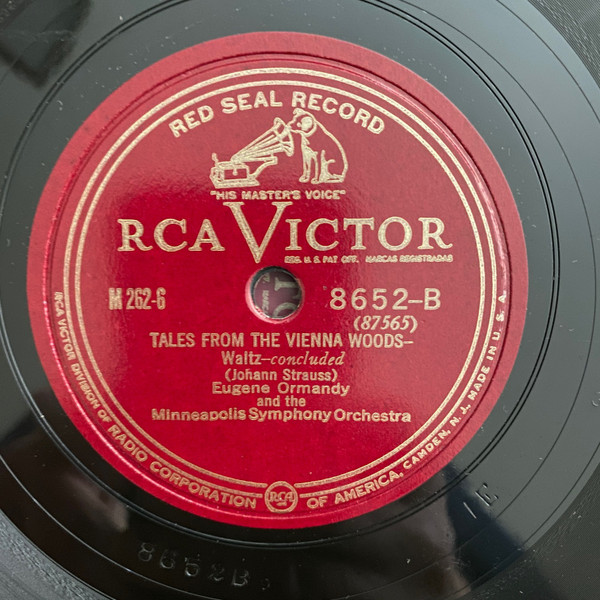 RED SEAL RECORD
"HIS MASTER'S VOICE"
RCA VICTOR
REG. U. S. PAT. OFF. MARCAS REGISTRADAS
M 262-6
8652-B
(87565)
TALES FROM THE VIENNA WOODS—
Waltz—concluded
(Johann Strauss)
Eugene Ormandy
and the
Minneapolis Symphony Orchestra
RCA VICTOR DIVISION OF RADIO CORPORATION OF AMERICA, CAMDEN, N. J. MADE IN U. S. A.
RCA
8652B